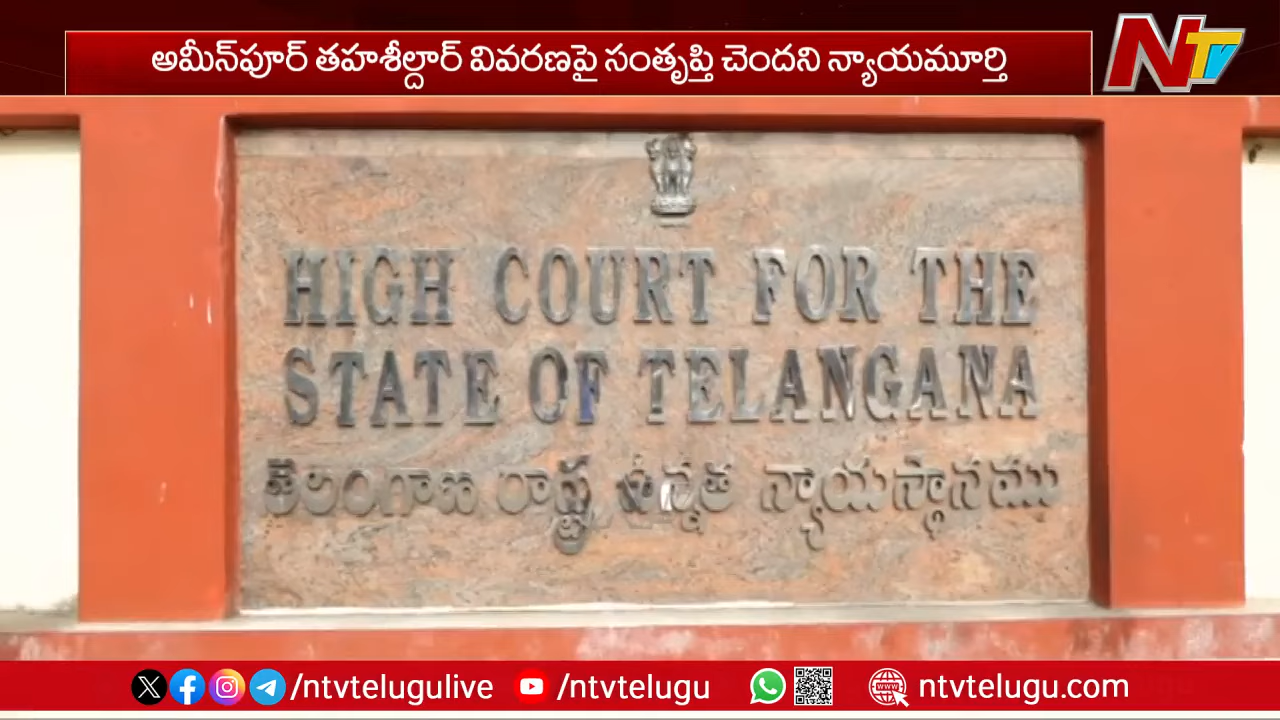 అమీన్‌పూర్ తహశీల్దార్ వివరణపై సంతృప్తి చెందని న్యాయమూర్తి
NTV
HIGH COURT FOR THE
STATE OF TELANGANA
తెలంగాణ రాష్ట్ర ఉన్నత న్యాయస్థానము
/ntvtelugulive
/ntvtelugu
WWW
ntvtelugu.com